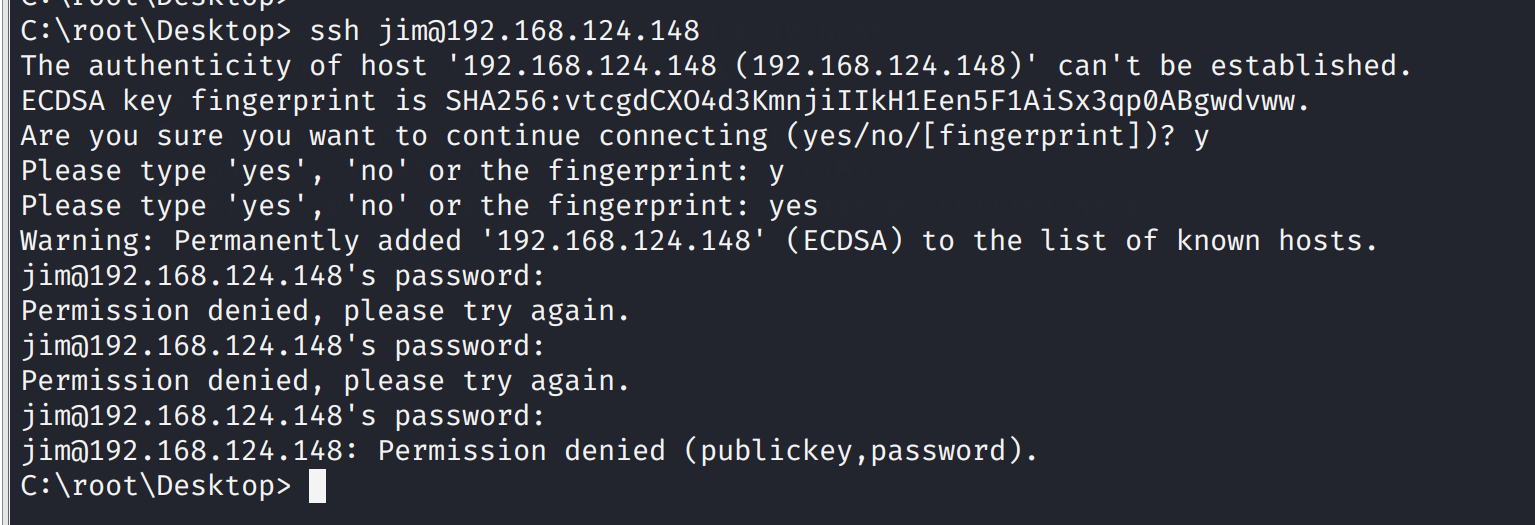 C:\root\Desktop>
C:\root\Desktop> ssh jim@192.168.124.148
The authenticity of host '192.168.124.148 (192.168.124.148)' can't be established.
ECDSA key fingerprint is SHA256:vtcgdCXO4d3KmnjiIIkH1Een5F1AiSx3qp0ABgwdvww.
Are you sure you want to continue connecting (yes/no/[fingerprint])? y
Please type 'yes', 'no' or the fingerprint: y
Please type 'yes', 'no' or the fingerprint: yes
Warning: Permanently added '192.168.124.148' (ECDSA) to the list of known hosts.
jim@192.168.124.148's password:
Permission denied, please try again.
jim@192.168.124.148's password:
Permission denied, please try again.
jim@192.168.124.148's password:
jim@192.168.124.148: Permission denied (publickey,password).
C:\root\Desktop>